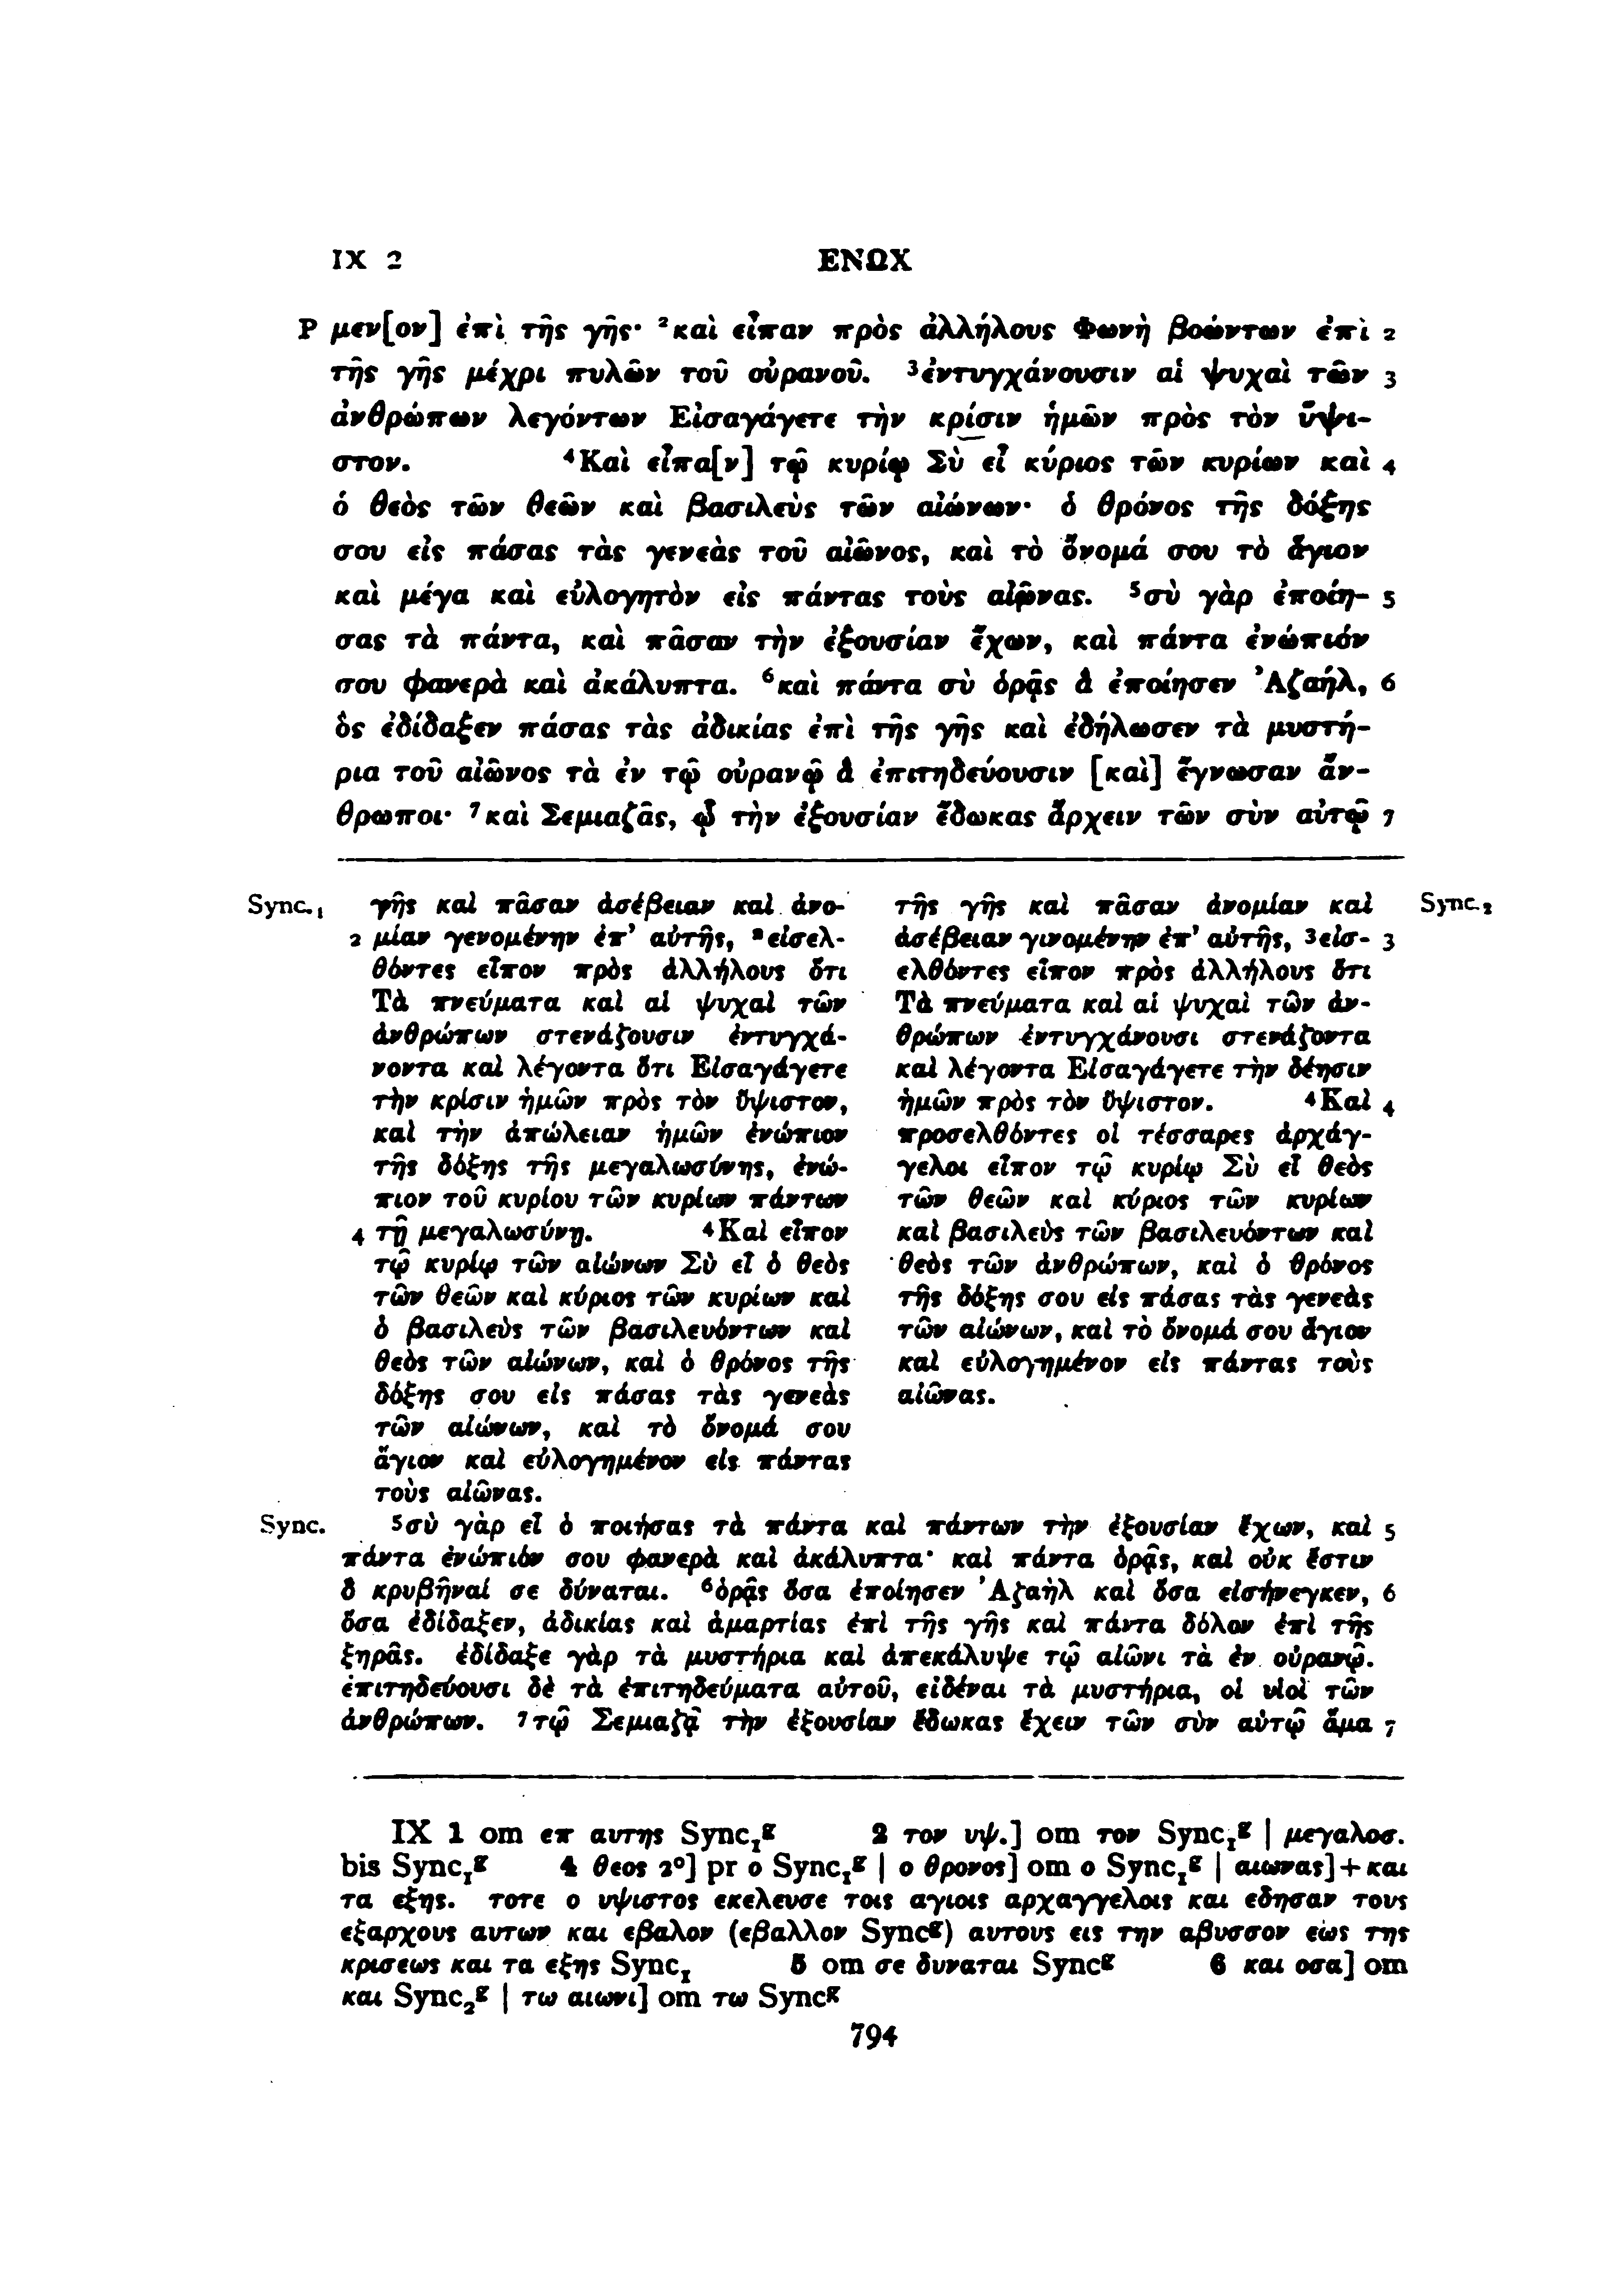 IX 2 ΕΝΩΧ
P μεν[ον] ἐπὶ τῆς γῆς· ²καὶ εἶπαν πρὸς ἀλλήλους Φωνὴ βοώντων ἐπὶ 2
τῆς γῆς μέχρι πυλῶν τοῦ οὐρανοῦ. ³ἐντυγχάνουσιν αἱ ψυχαὶ τῶν 3
ἀνθρώπων λεγόντων Εἰσαγάγετε τὴν κρίσιν ἡμῶν πρὸς τὸν ὕψι-
στον. ⁴Καὶ εἶπα[ν] τῷ κυρίῳ Σὺ εἶ κύριος τῶν κυρίων καὶ 4
ὁ θεὸς τῶν θεῶν καὶ βασιλεὺς τῶν αἰώνων· ὁ θρόνος τῆς δόξης
σου εἰς πάσας τὰς γενεὰς τοῦ αἰῶνος, καὶ τὸ ὄνομά σου τὸ ἅγιον
καὶ μέγα καὶ εὐλογητὸν εἰς πάντας τοὺς αἰῶνας. ⁵σὺ γὰρ ἐποίη- 5
σας τὰ πάντα, καὶ πᾶσαν τὴν ἐξουσίαν ἔχων, καὶ πάντα ἐνώπιόν
σου φανερὰ καὶ ἀκάλυπτα. ⁶καὶ πάντα σὺ ὁρᾷς ἃ ἐποίησεν Ἀζαήλ, 6
ὃς ἐδίδαξεν πάσας τὰς ἀδικίας ἐπὶ τῆς γῆς καὶ ἐδήλωσεν τὰ μυστή-
ρια τοῦ αἰῶνος τὰ ἐν τῷ οὐρανῷ ἃ ἐπιτηδεύουσιν [καὶ] ἔγνωσαν ἄν-
θρωποι· ⁷καὶ Σεμιαζᾶς, ᾧ τὴν ἐξουσίαν ἔδωκας ἄρχειν τῶν σὺν αὐτῷ 7
Sync.₁ γῆς καὶ πᾶσαν ἀσέβειαν καὶ ἀνο-
2 μίαν γενομένην ἐπ' αὐτῆς, ²εἰσελ-
θόντες εἶπον πρὸς ἀλλήλους ὅτι
Τὰ πνεύματα καὶ αἱ ψυχαὶ τῶν
ἀνθρώπων στενάζουσιν ἐντυγχά-
νοντα καὶ λέγοντα ὅτι Εἰσαγάγετε
τὴν κρίσιν ἡμῶν πρὸς τὸν ὕψιστον,
καὶ τὴν ἀπώλειαν ἡμῶν ἐνώπιον
τῆς δόξης τῆς μεγαλωσύνης, ἐνώ-
πιον τοῦ κυρίου τῶν κυρίων πάντων
4 τῇ μεγαλωσύνῃ. ⁴Καὶ εἶπον
τῷ κυρίῳ τῶν αἰώνων Σὺ εἶ ὁ θεὸς
τῶν θεῶν καὶ κύριος τῶν κυρίων καὶ
ὁ βασιλεὺς τῶν βασιλευόντων καὶ
θεὸς τῶν αἰώνων, καὶ ὁ θρόνος τῆς
δόξης σου εἰς πάσας τὰς γενεὰς
τῶν αἰώνων, καὶ τὸ ὄνομά σου
ἅγιον καὶ εὐλογημένον εἰς πάντας
τοὺς αἰῶνας.
τῆς γῆς καὶ πᾶσαν ἀνομίαν καὶ Sync.₂
ἀσέβειαν γινομένην ἐπ' αὐτῆς, ³εἰσ- 3
ελθόντες εἶπον πρὸς ἀλλήλους ὅτι
Τὰ πνεύματα καὶ αἱ ψυχαὶ τῶν ἀν-
θρώπων ἐντυγχάνουσι στενάζοντα
καὶ λέγοντα Εἰσαγάγετε τὴν δέησιν
ἡμῶν πρὸς τὸν ὕψιστον. ⁴Καὶ 4
προσελθόντες οἱ τέσσαρες ἀρχάγ-
γελοι εἶπον τῷ κυρίῳ Σὺ εἶ θεὸς
τῶν θεῶν καὶ κύριος τῶν κυρίων
καὶ βασιλεὺς τῶν βασιλευόντων καὶ
θεὸς τῶν ἀνθρώπων, καὶ ὁ θρόνος
τῆς δόξης σου εἰς πάσας τὰς γενεὰς
τῶν αἰώνων, καὶ τὸ ὄνομά σου ἅγιον
καὶ εὐλογημένον εἰς πάντας τοὺς
αἰῶνας.
Sync. ⁵σὺ γὰρ εἶ ὁ ποιήσας τὰ πάντα καὶ πάντων τὴν ἐξουσίαν ἔχων, καὶ 5
πάντα ἐνώπιόν σου φανερὰ καὶ ἀκάλυπτα· καὶ πάντα ὁρᾷς, καὶ οὐκ ἔστιν
ὃ κρυβῆναί σε δύναται. ⁶ὁρᾷς ὅσα ἐποίησεν Ἀζαὴλ καὶ ὅσα εἰσήνεγκεν, 6
ὅσα ἐδίδαξεν, ἀδικίας καὶ ἁμαρτίας ἐπὶ τῆς γῆς καὶ πάντα δόλον ἐπὶ τῆς
ξηρᾶς. ἐδίδαξε γὰρ τὰ μυστήρια καὶ ἀπεκάλυψε τῷ αἰῶνι τὰ ἐν οὐρανῷ.
ἐπιτηδεύουσι δὲ τὰ ἐπιτηδεύματα αὐτοῦ, εἰδέναι τὰ μυστήρια, οἱ υἱοὶ τῶν
ἀνθρώπων. ⁷τῷ Σεμιαζᾷ τὴν ἐξουσίαν ἔδωκας ἔχειν τῶν σὺν αὐτῷ ἅμα 7
IX 1 om επ αυτης Sync₁ᵍ 2 τον υψ.] om τον Sync₁ᵍ | μεγαλοσ.
bis Sync₁ᵍ 4 θεος 2°] pr ο Sync₁ᵍ | ο θρονος] om ο Sync₁ᵍ | αιωνας]+και
τα εξης. τοτε ο υψιστος εκελευσε τοις αγιοις αρχαγγελοις και εδησαν τους
εξαρχους αυτων και εβαλον (εβαλλον Syncᵍ) αυτους εις την αβυσσον εως της
κρισεως και τα εξης Sync₁ 5 om σε δυναται Syncᵍ 6 και οσα] om
και Sync₂ᵍ | τω αιωνι] om τω Syncᵍ
794